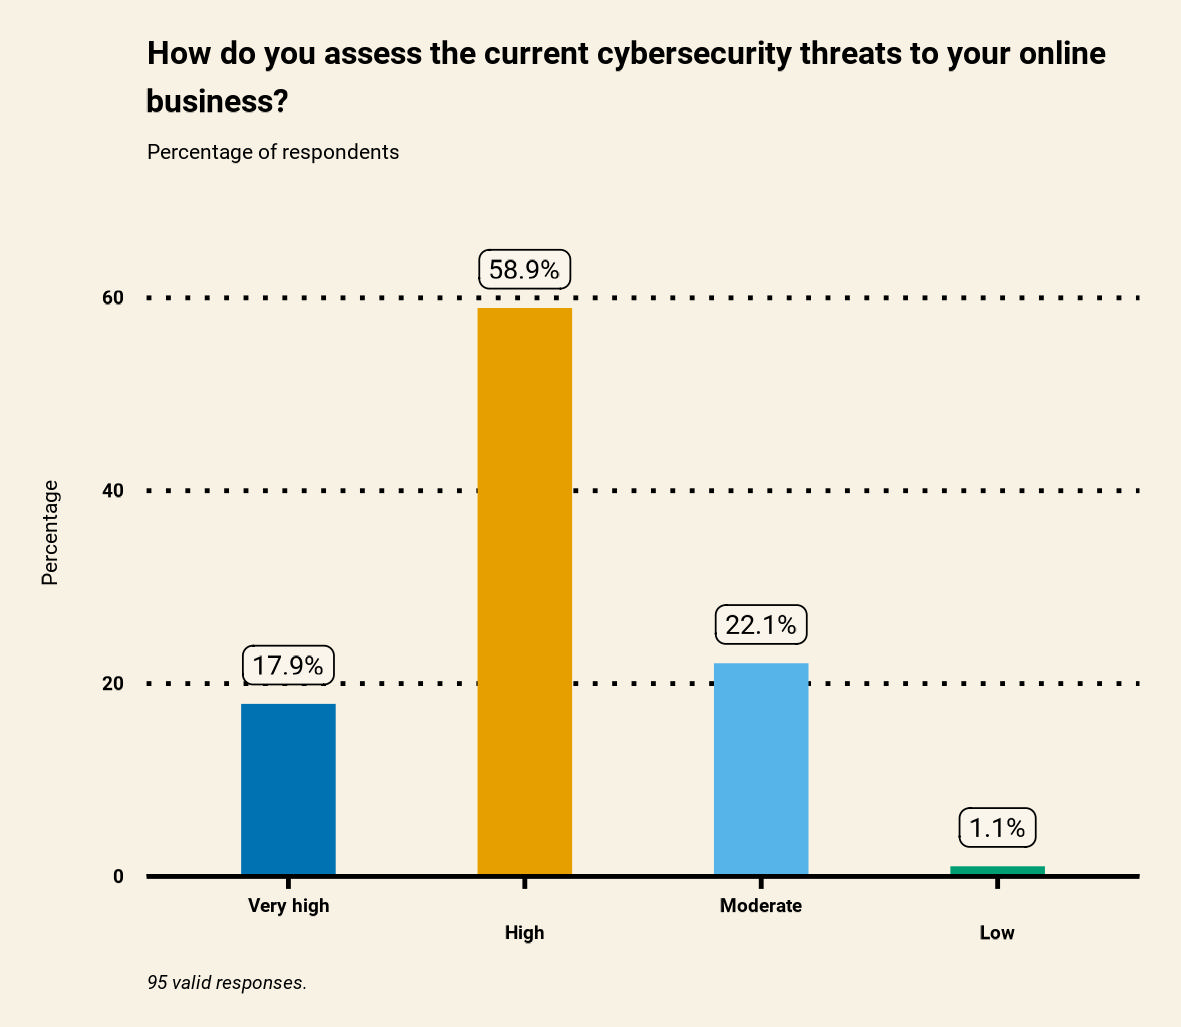 How do you assess the current cybersecurity threats to your online
business?
Percentage of respondents
58.9%
60
40
Percentage
22.1%
17.9%
20
1.1%
0
Very high
Moderate
High
Low
95 valid responses.